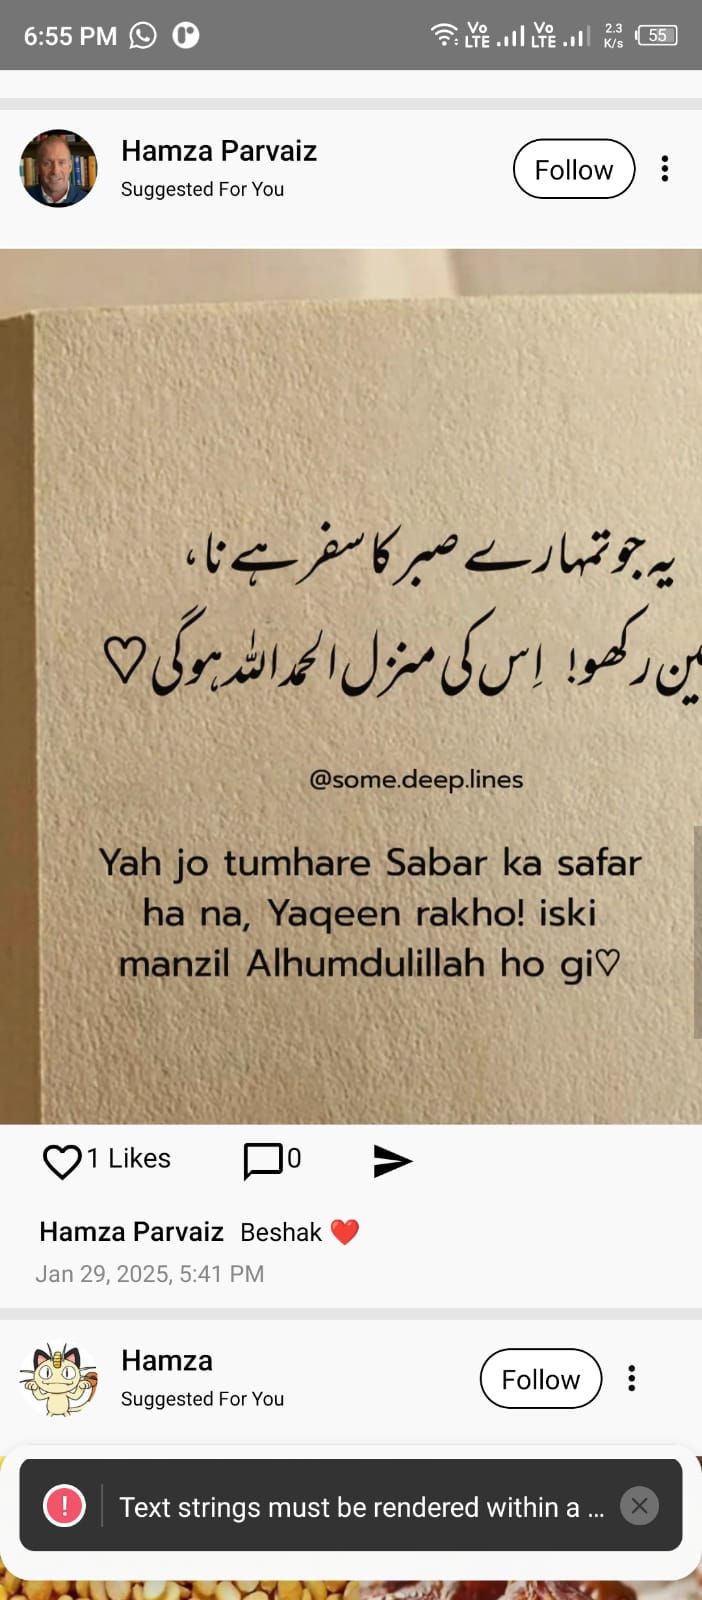 6:55 PM
Vo LTE Vo LTE 2.3 K/s 55
Hamza Parvaiz
Suggested For You
Follow
یہ جو تمہارے صبر کا سفر ہے نا،
رکھو! اِس کی منزل الحمد اللہ ہوگی♡
@some.deep.lines
Yah jo tumhare Sabar ka safar
ha na, Yaqeen rakho! iski
manzil Alhumdulillah ho gi♡
1 Likes 0
Hamza Parvaiz Beshak ❤️
Jan 29, 2025, 5:41 PM
Hamza
Suggested For You
Follow
Text strings must be rendered within a ...